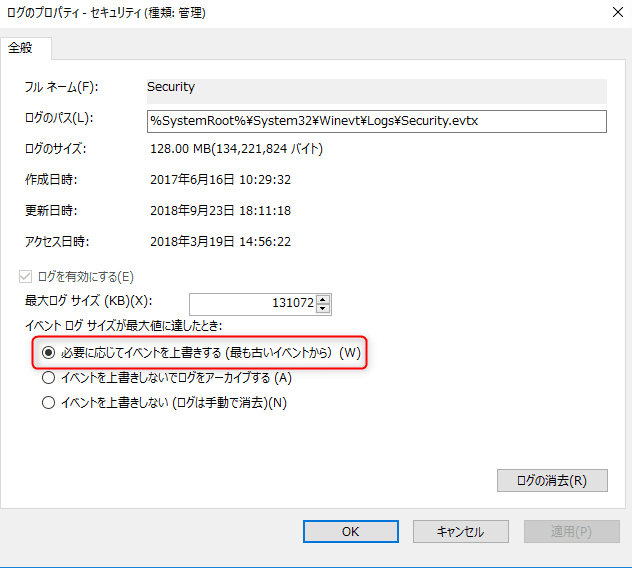 ログのプロパティ - セキュリティ (種類: 管理)
全般
フル ネーム(F): Security
ログのパス(L): %SystemRoot%¥System32¥Winevt¥Logs¥Security.evtx
ログのサイズ: 128.00 MB(134,221,824 バイト)
作成日時: 2017年6月16日 10:29:32
更新日時: 2018年9月23日 18:11:18
アクセス日時: 2018年3月19日 14:56:22
ログを有効にする(E)
最大ログ サイズ (KB)(X): 131072
イベント ログ サイズが最大値に達したとき:
必要に応じてイベントを上書きする (最も古いイベントから) (W)
イベントを上書きしないでログをアーカイブする (A)
イベントを上書きしない (ログは手動で消去)(N)
ログの消去(R)
OK キャンセル 適用(P)